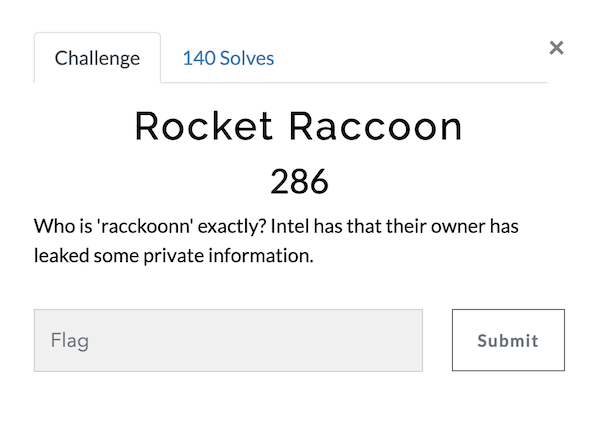 Challenge
140 Solves
×
Rocket Raccoon
286
Who is 'racckoonn' exactly? Intel has that their owner has
leaked some private information.
Flag
Submit